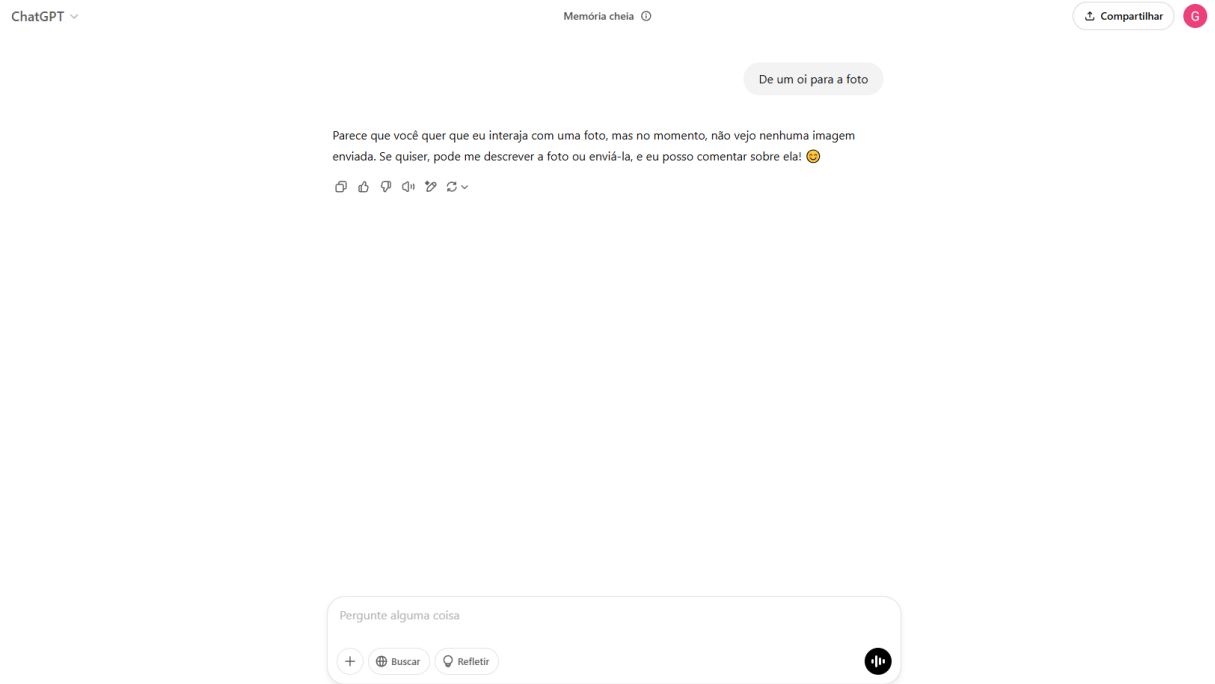 ChatGPT
Memória cheia
Compartilhar
G
De um oi para a foto
Parece que você quer que eu interaja com uma foto, mas no momento, não vejo nenhuma imagem
enviada. Se quiser, pode me descrever a foto ou enviá-la, e eu posso comentar sobre ela! 😊
Pergunte alguma coisa
Buscar
Refletir